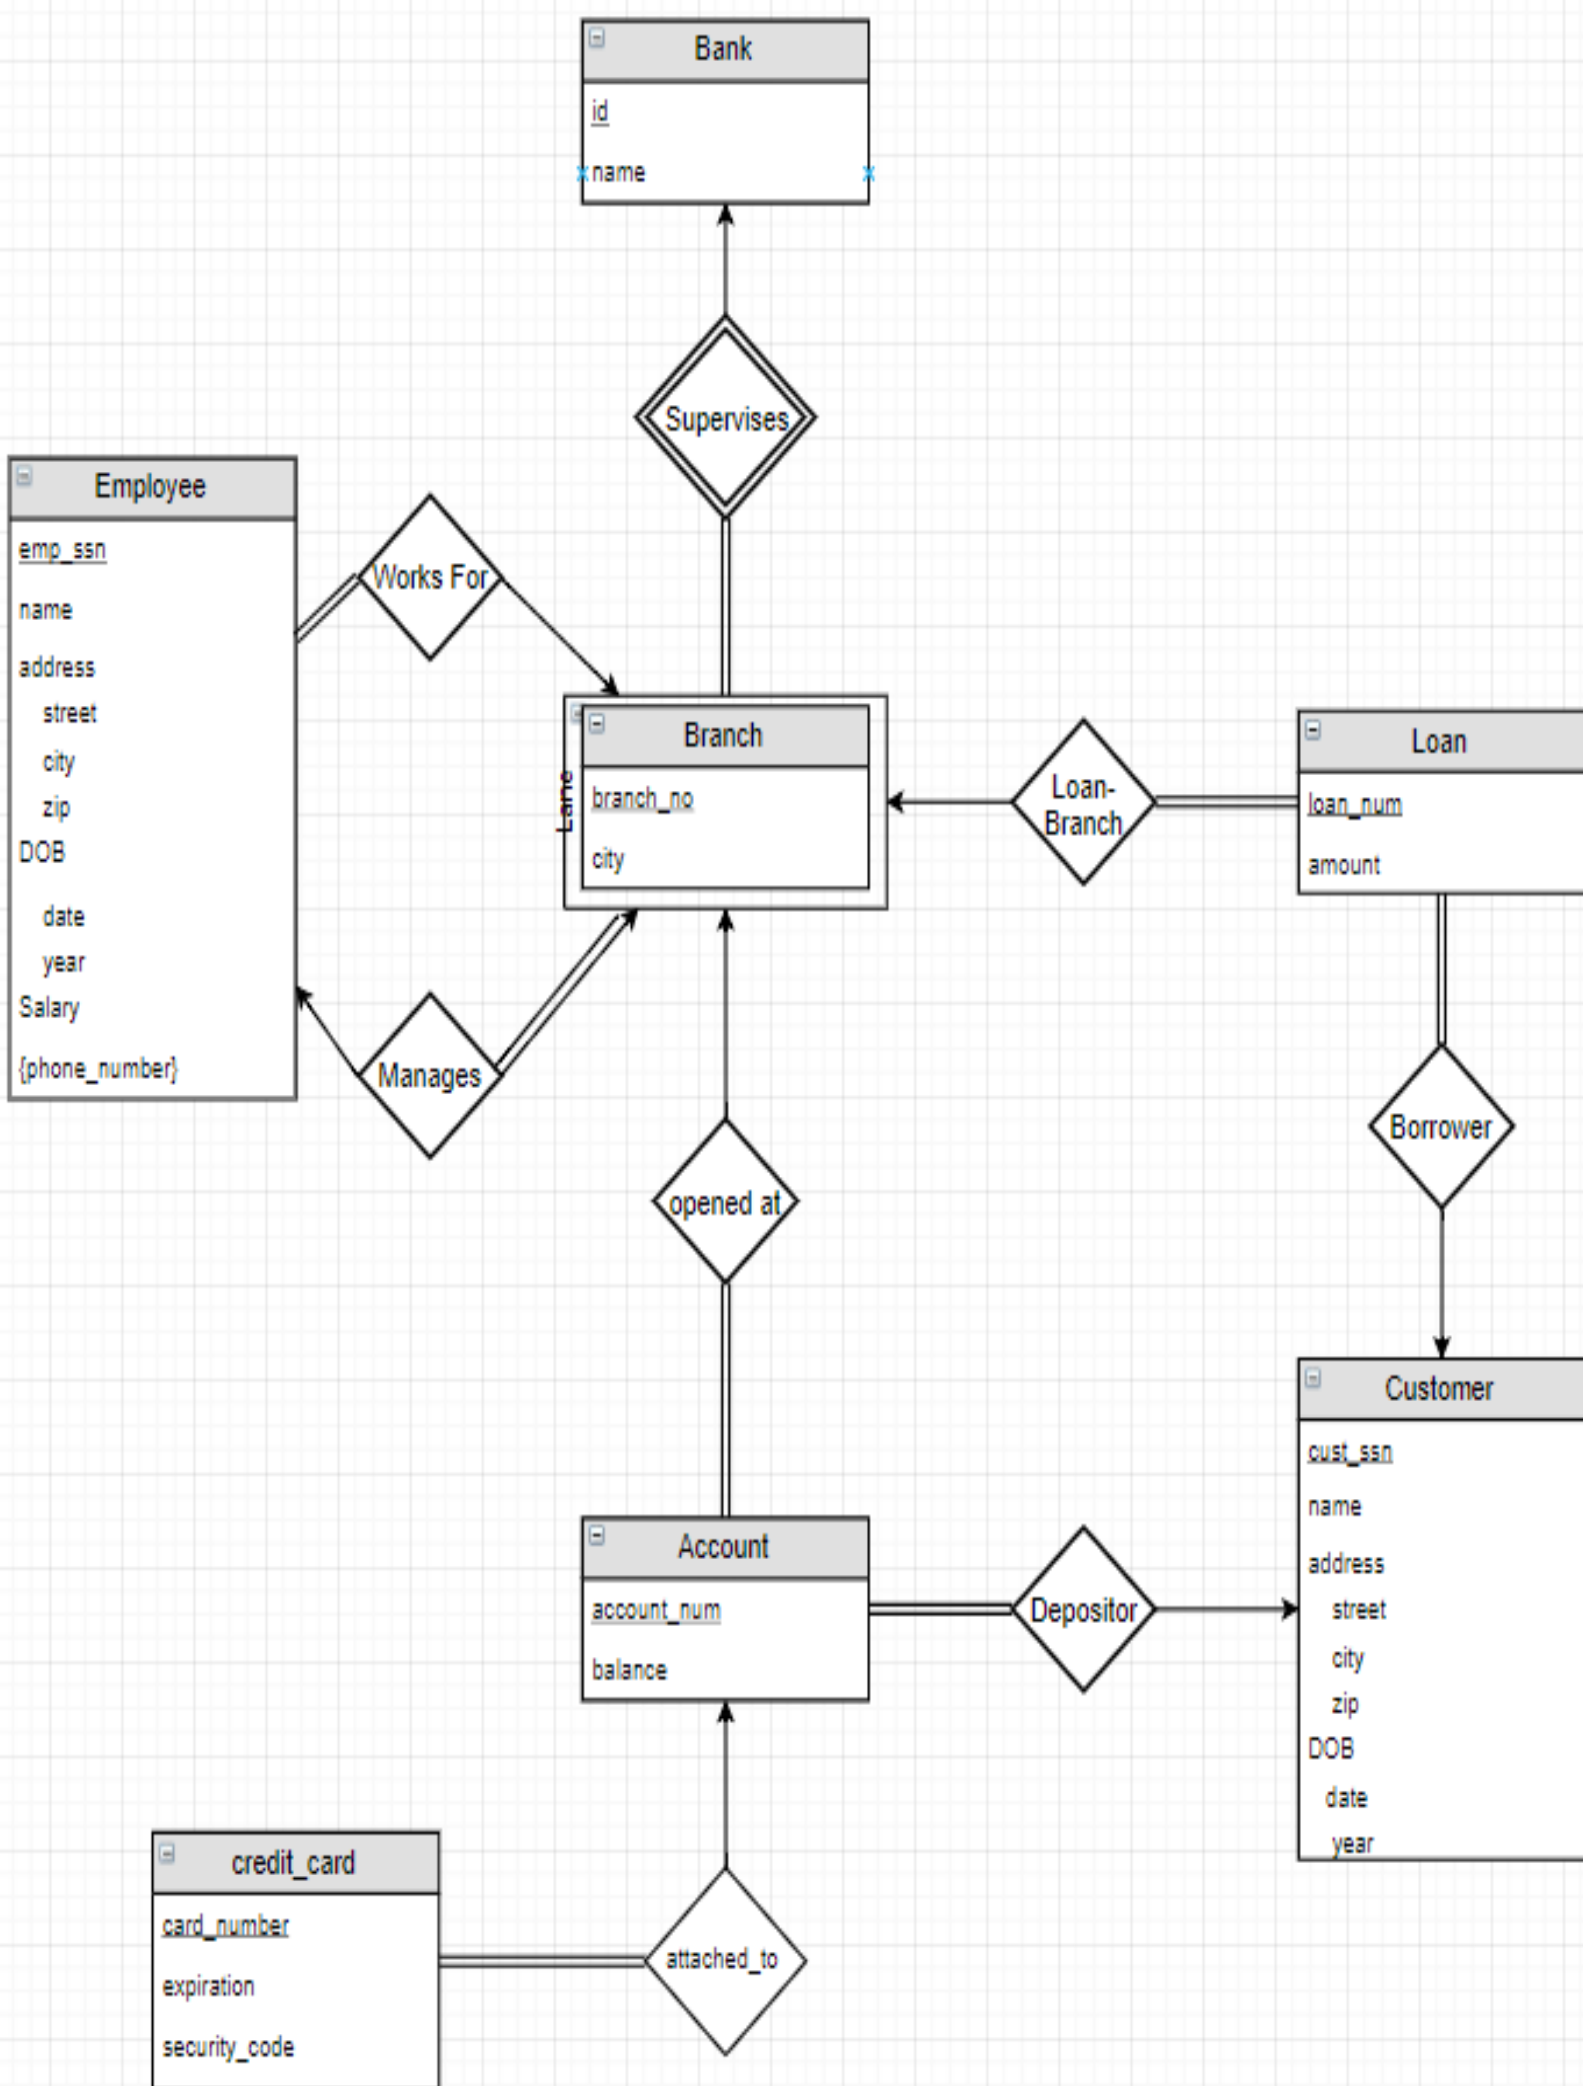 Bank
id
name
Supervises
Employee
emp_ssn
name
address
street
city
zip
DOB
date
year
Salary
{phone_number}
Works For
Lane
Branch
branch_no
city
Loan-
Branch
Loan
loan_num
amount
Manages
opened at
Borrower
Customer
cust_ssn
name
address
street
city
zip
DOB
date
year
Account
account_num
balance
Depositor
credit_card
card_number
expiration
security_code
attached_to